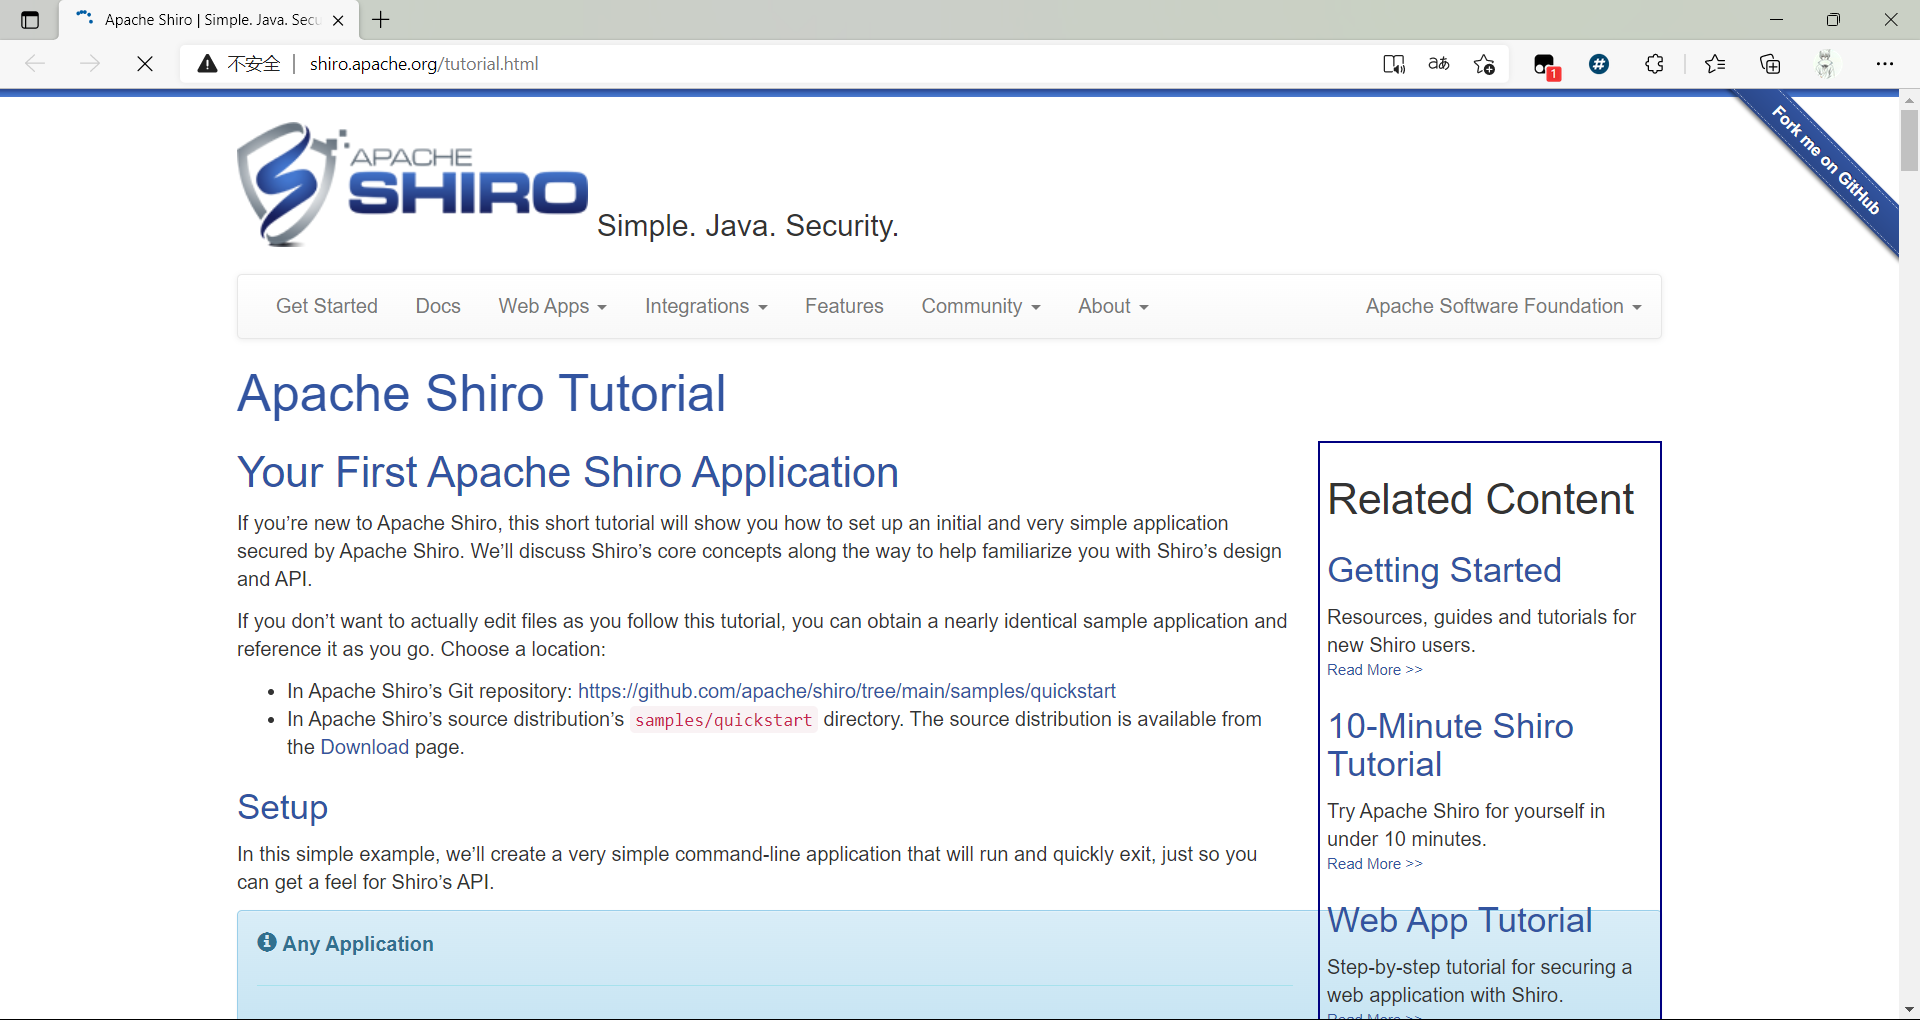 Apache Shiro | Simple. Java. Secu
不安全
shiro.apache.org/tutorial.html
aあ
1
#
Fork me on GitHub
APACHE
SHIRO
Simple. Java. Security.
Get Started
Docs
Web Apps
Integrations
Features
Community
About
Apache Software Foundation
Apache Shiro Tutorial
Your First Apache Shiro Application
If you’re new to Apache Shiro, this short tutorial will show you how to set up an initial and very simple application
secured by Apache Shiro. We’ll discuss Shiro’s core concepts along the way to help familiarize you with Shiro’s design
and API.
If you don’t want to actually edit files as you follow this tutorial, you can obtain a nearly identical sample application and
reference it as you go. Choose a location:
• In Apache Shiro’s Git repository: https://github.com/apache/shiro/tree/main/samples/quickstart
• In Apache Shiro’s source distribution’s samples/quickstart directory. The source distribution is available from
the Download page.
Setup
In this simple example, we’ll create a very simple command-line application that will run and quickly exit, just so you
can get a feel for Shiro’s API.
Any Application
Related Content
Getting Started
Resources, guides and tutorials for
new Shiro users.
Read More >>
10-Minute Shiro
Tutorial
Try Apache Shiro for yourself in
under 10 minutes.
Read More >>
Web App Tutorial
Step-by-step tutorial for securing a
web application with Shiro.
Read More >>